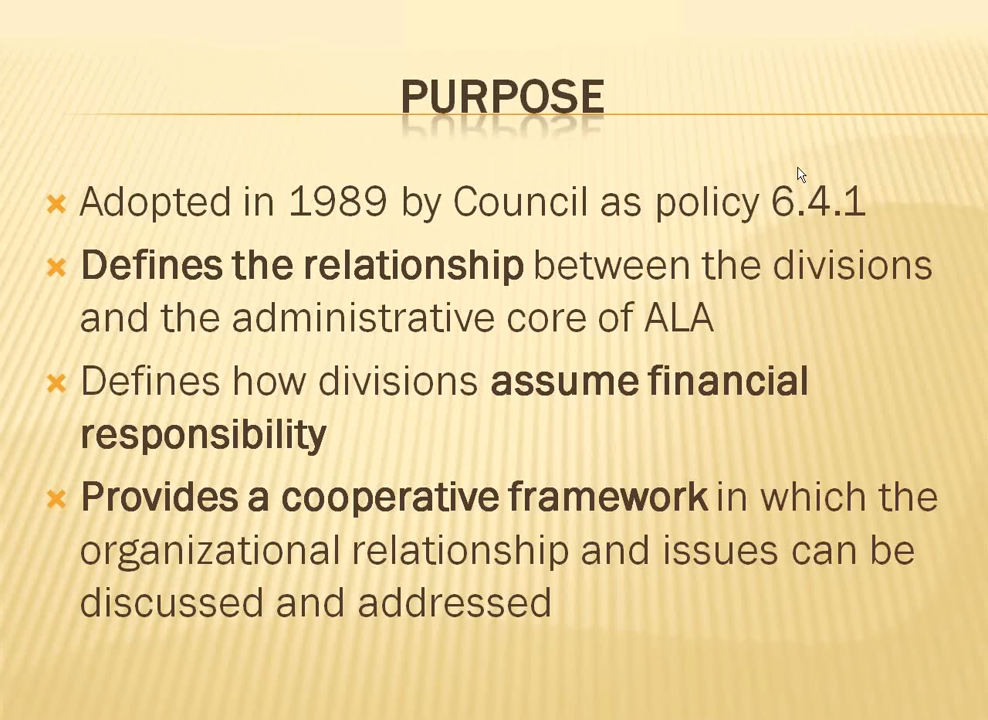 PURPOSE
Adopted in 1989 by Council as policy 6.4.1
Defines the relationship between the divisions
and the administrative core of ALA
Defines how divisions assume financial
responsibility
Provides a cooperative framework in which the
organizational relationship and issues can be
discussed and addressed